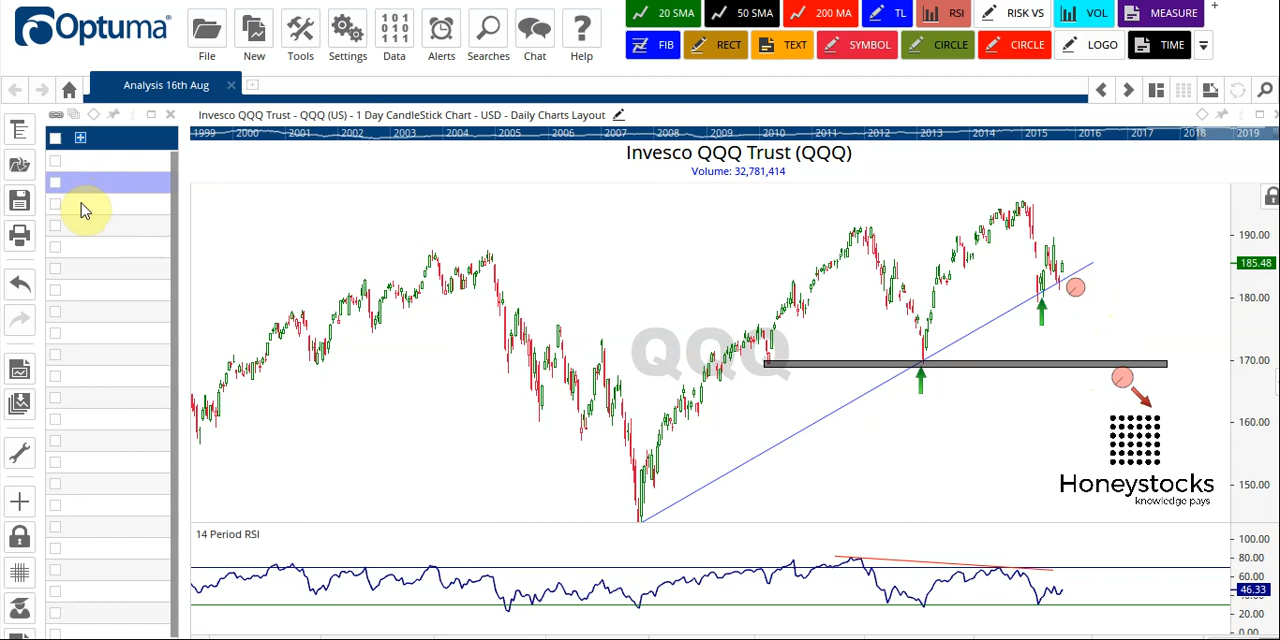 Optuma®
File New Tools Settings Data Alerts Searches Chat Help
20 SMA 50 SMA 200 MA TL RSI RISK VS VOL MEASURE
FIB RECT TEXT SYMBOL CIRCLE CIRCLE LOGO TIME
Analysis 16th Aug
Invesco QQQ Trust - QQQ (US) - 1 Day CandleStick Chart - USD - Daily Charts Layout
1999 2000 2001 2002 2003 2004 2005 2006 2007 2008 2009 2010 2011 2012 2013 2014 2015 2016 2017 2018 2019
Invesco QQQ Trust (QQQ)
Volume: 32,781,414
190.00
185.48
180.00
QQQ
170.00
160.00
Honeystocks
knowledge pays
150.00
14 Period RSI
100.00
80.00
60.00
46.33
20.00
0.00